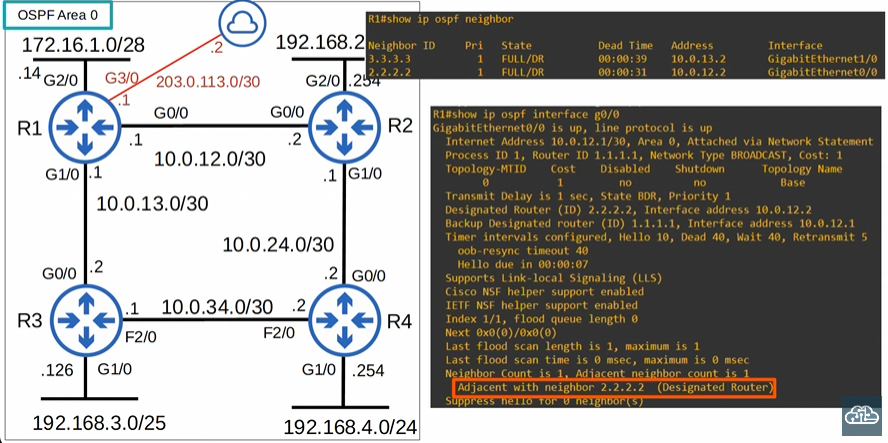 OSPF Area 0
172.16.1.0/28
192.168.2
.2
.14
G2/0
G3/0
203.0.113.0/30
G2/0
.254
.1
R1
G0/0
G0/0
R2
.1
.2
10.0.12.0/30
G1/0
.1
.1
G1/0
10.0.13.0/30
10.0.24.0/30
G0/0
.2
.2
G0/0
R3
.1
10.0.34.0/30
.2
R4
F2/0
F2/0
.126
G1/0
G1/0
.254
192.168.3.0/25
192.168.4.0/24
R1#show ip ospf neighbor
Neighbor ID Pri State Dead Time Address Interface
3.3.3.3 1 FULL/DR 00:00:39 10.0.13.2 GigabitEthernet1/0
2.2.2.2 1 FULL/DR 00:00:31 10.0.12.2 GigabitEthernet0/0
R1#show ip ospf interface g0/0
GigabitEthernet0/0 is up, line protocol is up
Internet Address 10.0.12.1/30, Area 0, Attached via Network Statement
Process ID 1, Router ID 1.1.1.1, Network Type BROADCAST, Cost: 1
Topology-MTID Cost Disabled Shutdown Topology Name
0 1 no no Base
Transmit Delay is 1 sec, State BDR, Priority 1
Designated Router (ID) 2.2.2.2, Interface address 10.0.12.2
Backup Designated router (ID) 1.1.1.1, Interface address 10.0.12.1
Timer intervals configured, Hello 10, Dead 40, Wait 40, Retransmit 5
oob-resync timeout 40
Hello due in 00:00:07
Supports Link-local Signaling (LLS)
Cisco NSF helper support enabled
IETF NSF helper support enabled
Index 1/1, flood queue length 0
Next 0x0(0)/0x0(0)
Last flood scan length is 1, maximum is 1
Last flood scan time is 0 msec, maximum is 0 msec
Neighbor Count is 1, Adjacent neighbor count is 1
Adjacent with neighbor 2.2.2.2 (Designated Router)
Suppress hello for 0 neighbor(s)